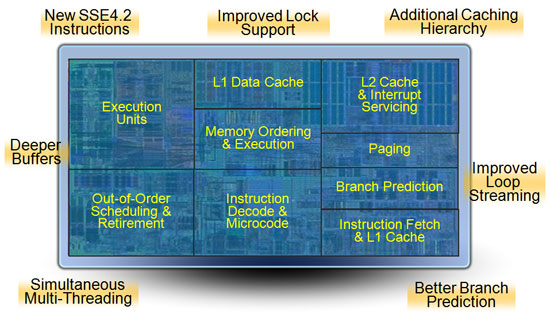 New SSE4.2
Instructions
Improved Lock
Support
Additional Caching
Hierarchy
Execution
Units
L1 Data Cache
L2 Cache
& Interrupt
Servicing
Memory Ordering
& Execution
Paging
Deeper
Buffers
Branch Prediction
Improved
Loop
Streaming
Out-of-Order
Scheduling &
Retirement
Instruction
Decode &
Microcode
Instruction Fetch
& L1 Cache
Simultaneous
Multi-Threading
Better Branch
Prediction